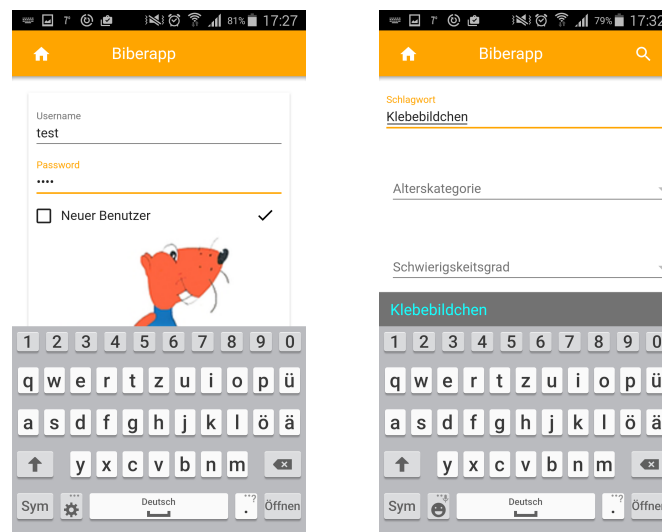 81% 17:27
Biberapp
Username
test
Password
••••
Neuer Benutzer
1 2 3 4 5 6 7 8 9 0
q w e r t z u i o p ü
a s d f g h j k l ö ä
y x c v b n m
Sym Deutsch . ? Öffnen
79% 17:32
Biberapp
Schlagwort
Klebebildchen
Alterskategorie
Schwierigskeitsgrad
Klebebildchen
1 2 3 4 5 6 7 8 9 0
q w e r t z u i o p ü
a s d f g h j k l ö ä
y x c v b n m
Sym Deutsch . ? Öffne